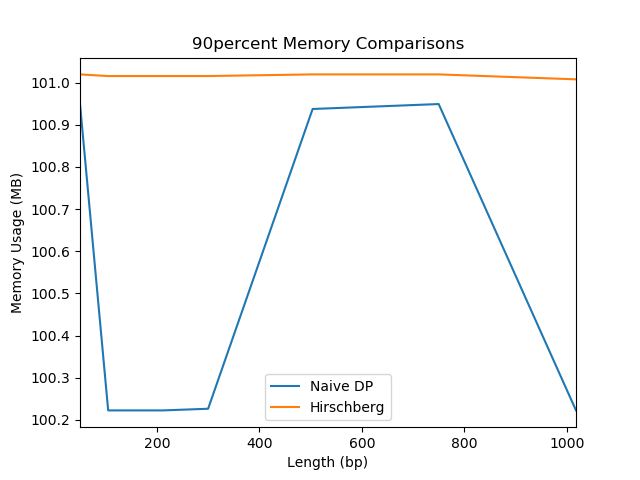 90percent Memory Comparisons
Memory Usage (MB)
101.0
100.9
100.8
100.7
100.6
100.5
100.4
100.3
100.2
Naive DP
Hirschberg
200
400
600
800
1000
Length (bp)